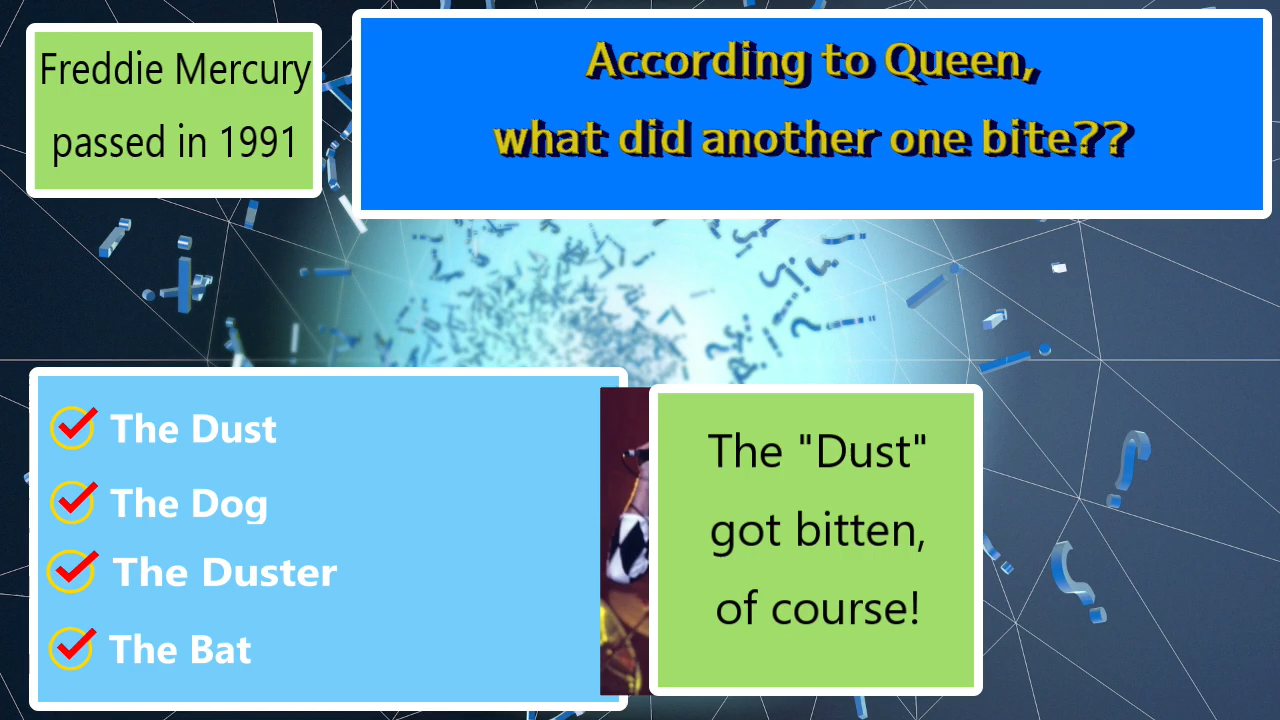 Freddie Mercury
passed in 1991
According to Queen,
what did another one bite??
The Dust
The Dog
The Duster
The Bat
The "Dust"
got bitten,
of course!